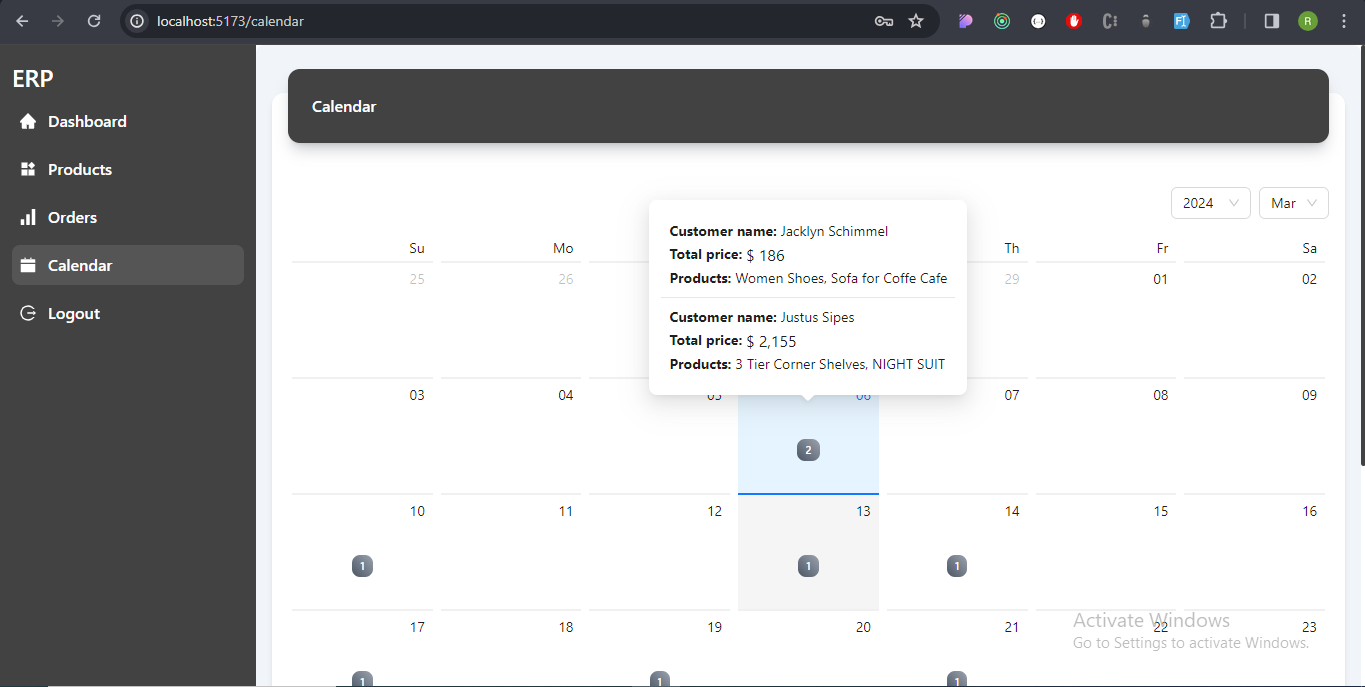 localhost:5173/calendar
R
ERP
Dashboard
Products
Orders
Calendar
Logout
Calendar
2024 Mar
Customer name: Jacklyn Schimmel
Total price: $ 186
Products: Women Shoes, Sofa for Coffe Cafe
Customer name: Justus Sipes
Total price: $ 2,155
Products: 3 Tier Corner Shelves, NIGHT SUIT
Su Mo Th Fr Sa
25 26 29 01 02
03 04 05 06 07 08 09
2
10 11 12 13 14 15 16
1 1 1
17 18 19 20 21 22 23
1 1 1
Activate Windows
Go to Settings to activate Windows.